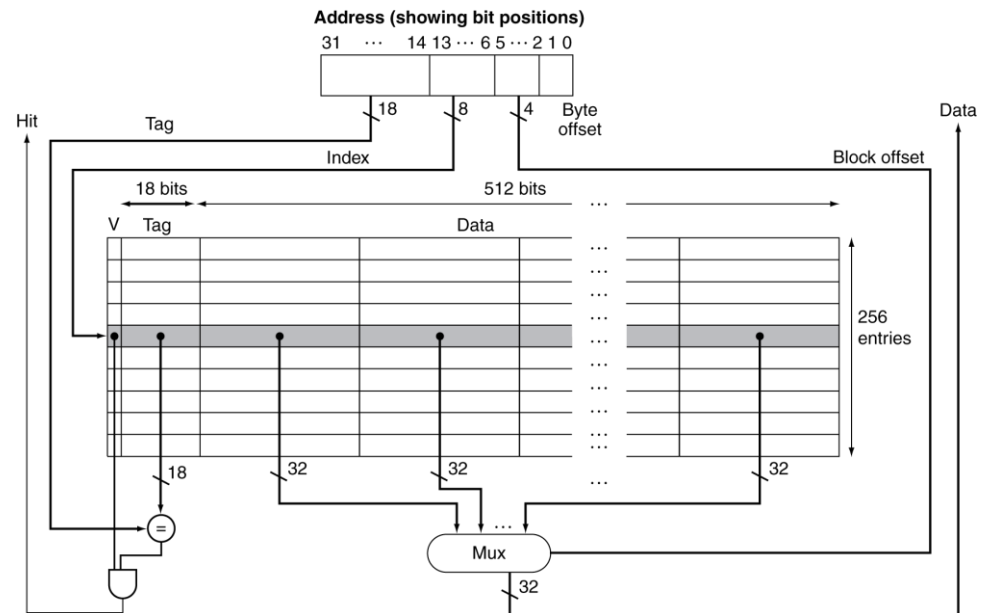 Address (showing bit positions)
31 ··· 14 13 ··· 6 5 ··· 2 1 0
18 8 4 Byte
offset
Hit Data
Tag
Index Block offset
18 bits 512 bits ···
V Tag Data
···
···
···
···
··· 256
entries
···
···
···
···
···
18 32 32 32
···
=
···
Mux
32